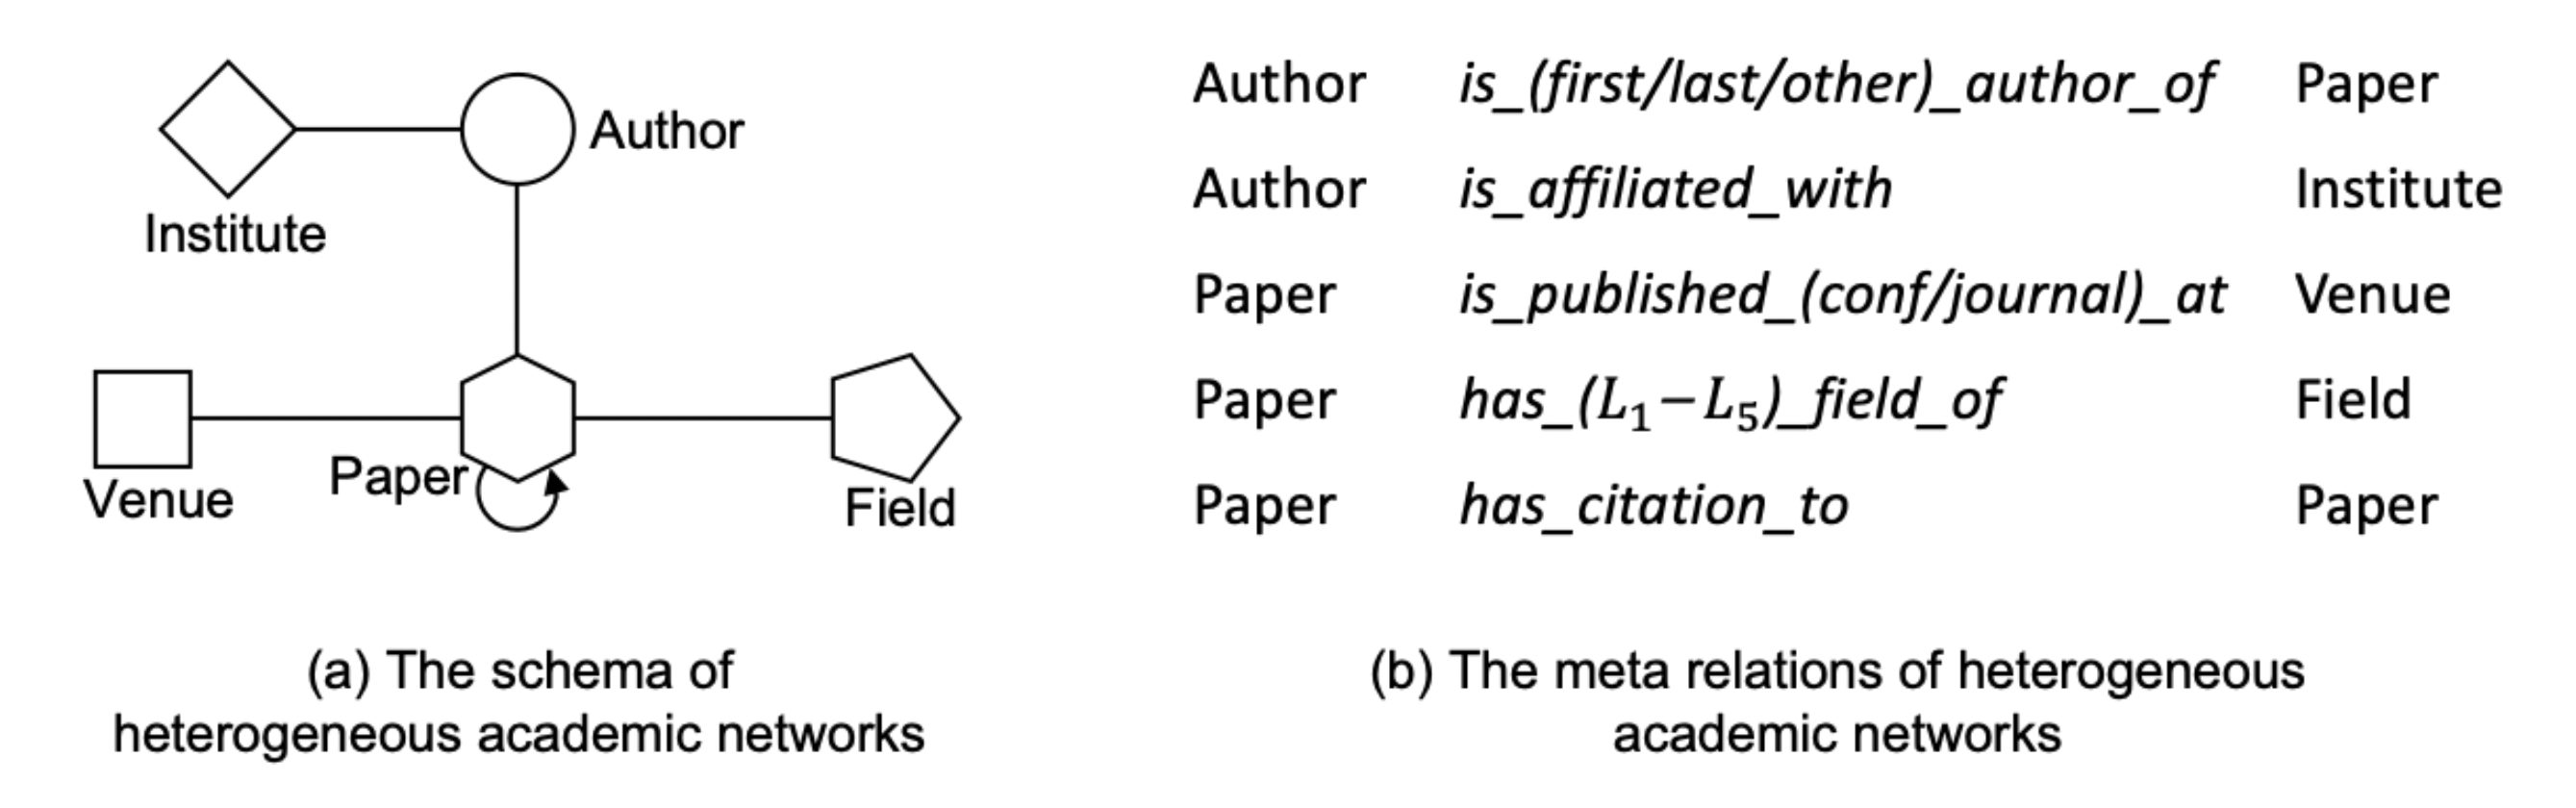 Author
Institute
Venue
Paper
Field
(a) The schema of
heterogeneous academic networks
Author is_(first/last/other)_author_of Paper
Author is_affiliated_with Institute
Paper is_published_(conf/journal)_at Venue
Paper has_(L₁−L₅)_field_of Field
Paper has_citation_to Paper
(b) The meta relations of heterogeneous
academic networks